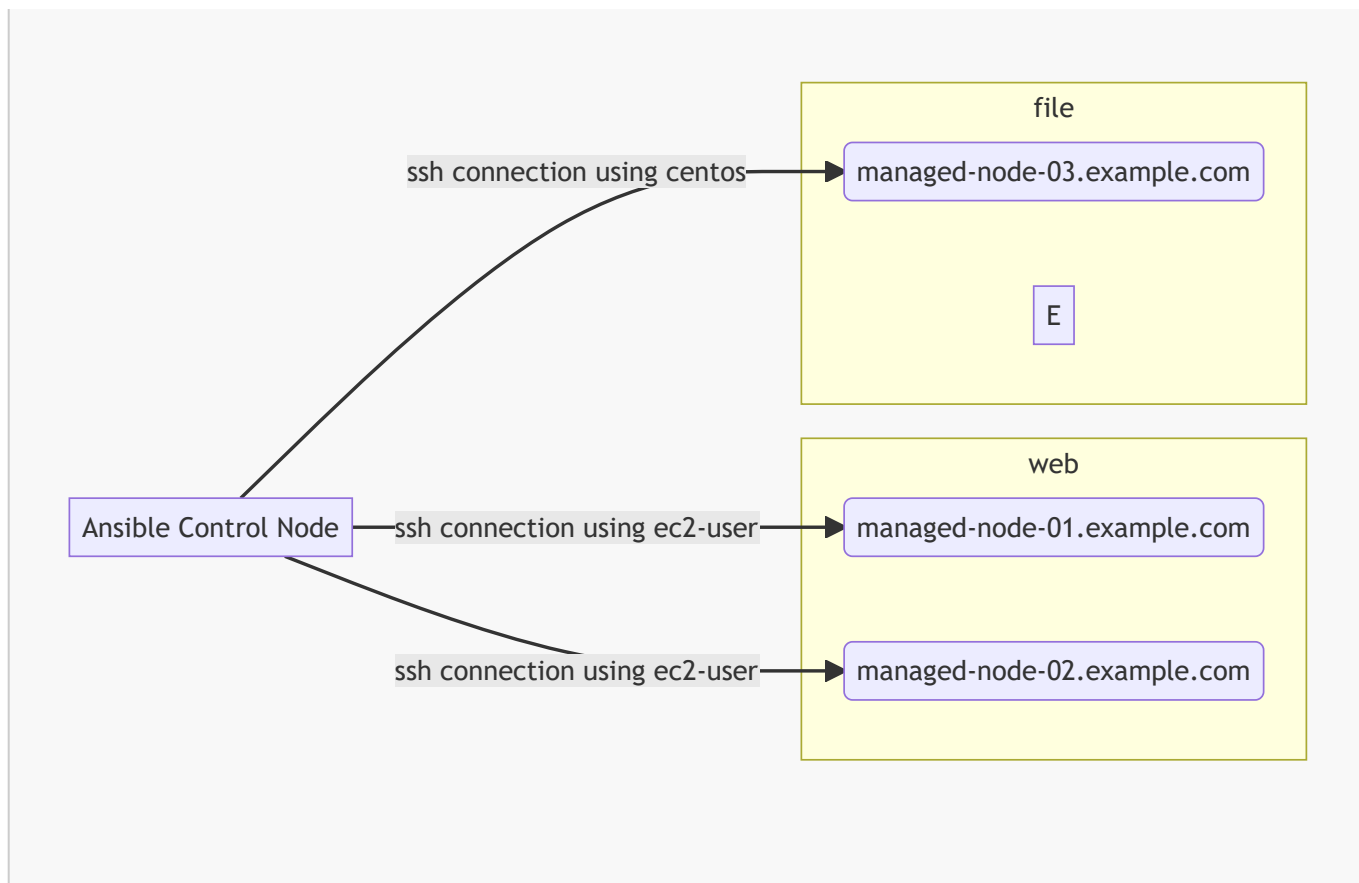 file
ssh connection using centos
managed-node-03.example.com
E
web
Ansible Control Node
ssh connection using ec2-user
managed-node-01.example.com
ssh connection using ec2-user
managed-node-02.example.com